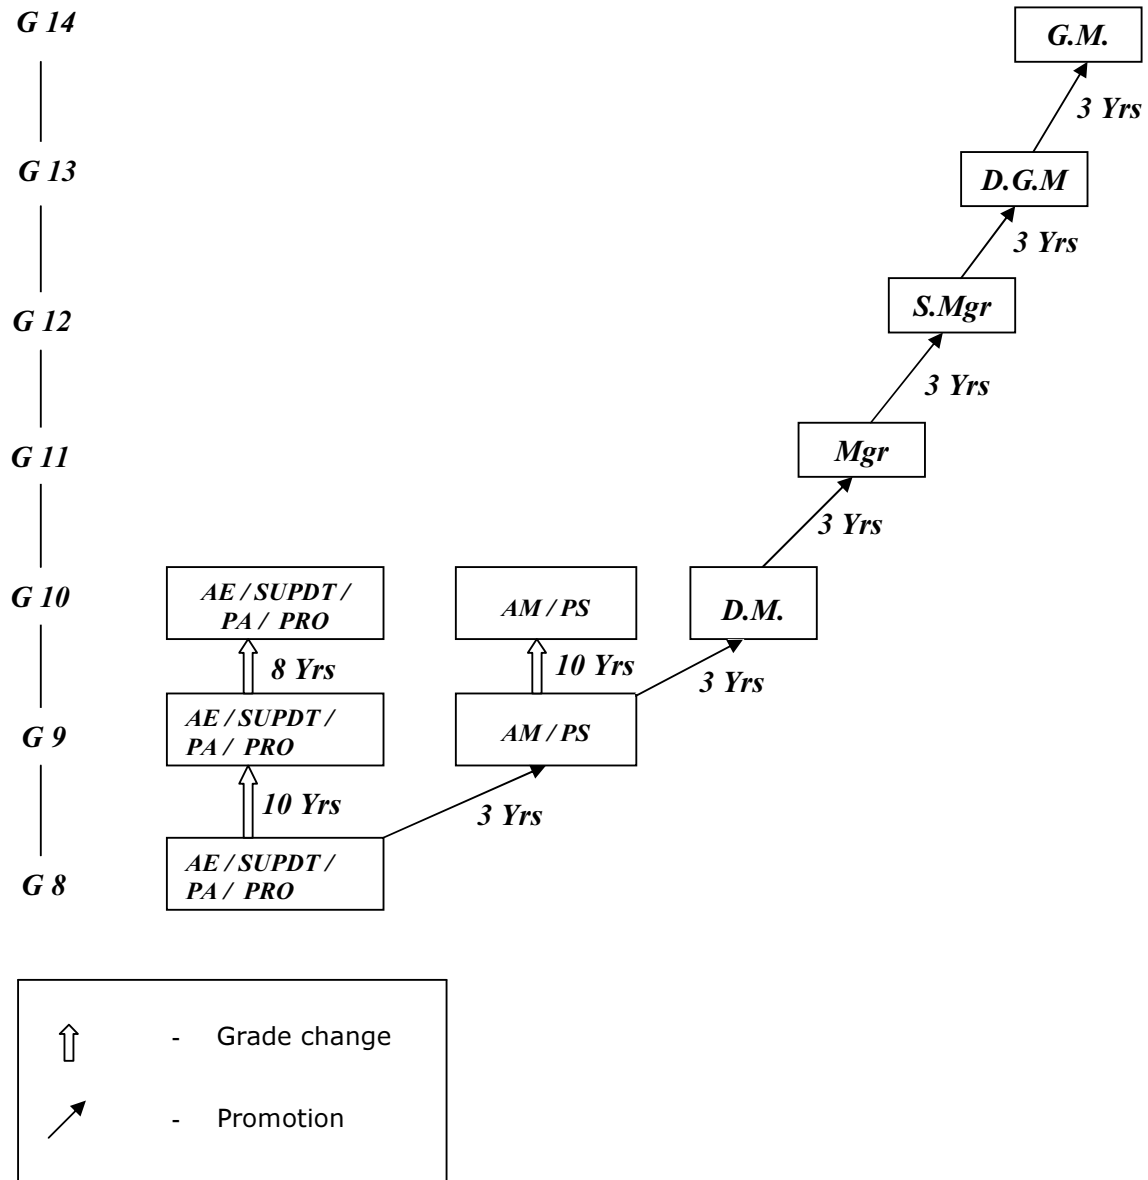 G 14
G.M.
3 Yrs
G 13
D.G.M
3 Yrs
G 12
S.Mgr
3 Yrs
G 11
Mgr
3 Yrs
G 10
AE / SUPDT /
PA /  PRO
AM / PS
D.M.
8 Yrs
10 Yrs
3 Yrs
G 9
AE / SUPDT /
PA /  PRO
AM / PS
10 Yrs
3 Yrs
G 8
AE / SUPDT /
PA /  PRO
- Grade change
- Promotion